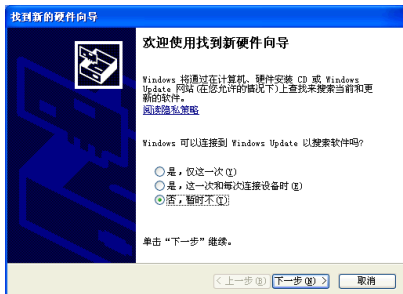 找到新的硬件向导
欢迎使用找到新硬件向导
Windows 将通过在计算机、硬件安装 CD 或 Windows
Update 网站(在您允许的情况下)上查找来搜索当前和更
新的软件。
阅读隐私策略
Windows 可以连接到 Windows Update 以搜索软件吗?
是，仅这一次(Y)
是，这一次和每次连接设备时(E)
否，暂时不(T)
单击“下一步”继续。
< 上一步(B) 下一步(N) > 取消